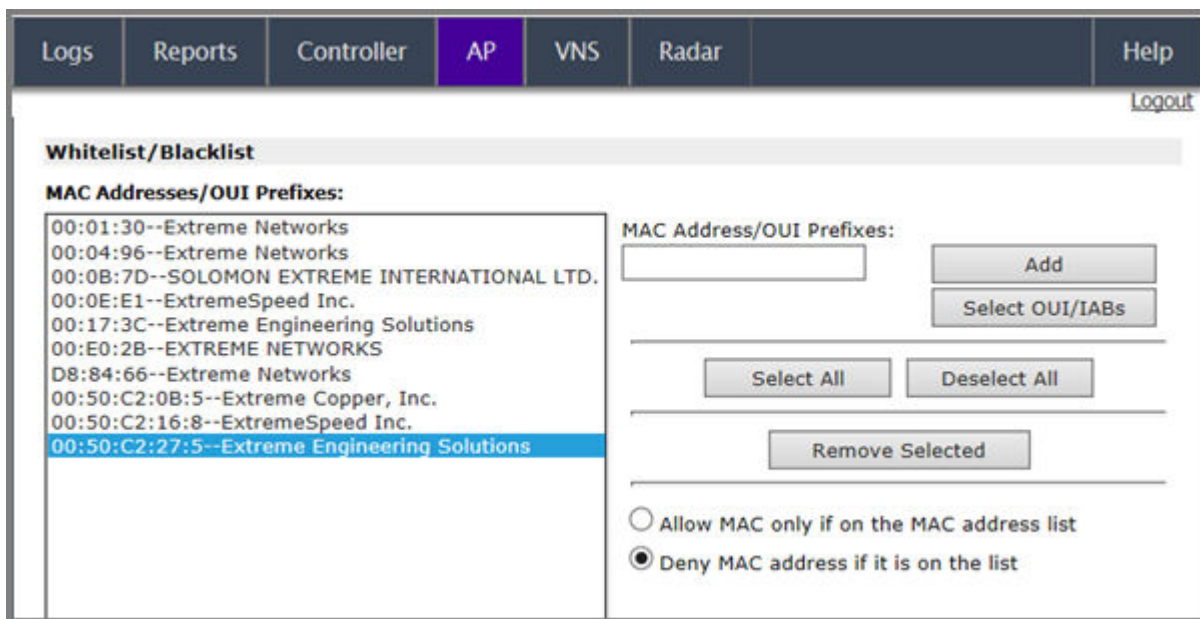 Logs Reports Controller AP VNS Radar Help
Logout
Whitelist/Blacklist
MAC Addresses/OUI Prefixes:
00:01:30--Extreme Networks
00:04:96--Extreme Networks
00:0B:7D--SOLOMON EXTREME INTERNATIONAL LTD.
00:0E:E1--ExtremeSpeed Inc.
00:17:3C--Extreme Engineering Solutions
00:E0:2B--EXTREME NETWORKS
D8:84:66--Extreme Networks
00:50:C2:0B:5--Extreme Copper, Inc.
00:50:C2:16:8--ExtremeSpeed Inc.
00:50:C2:27:5--Extreme Engineering Solutions
MAC Address/OUI Prefixes:
Add
Select OUI/IABs
Select All Deselect All
Remove Selected
Allow MAC only if on the MAC address list
Deny MAC address if it is on the list